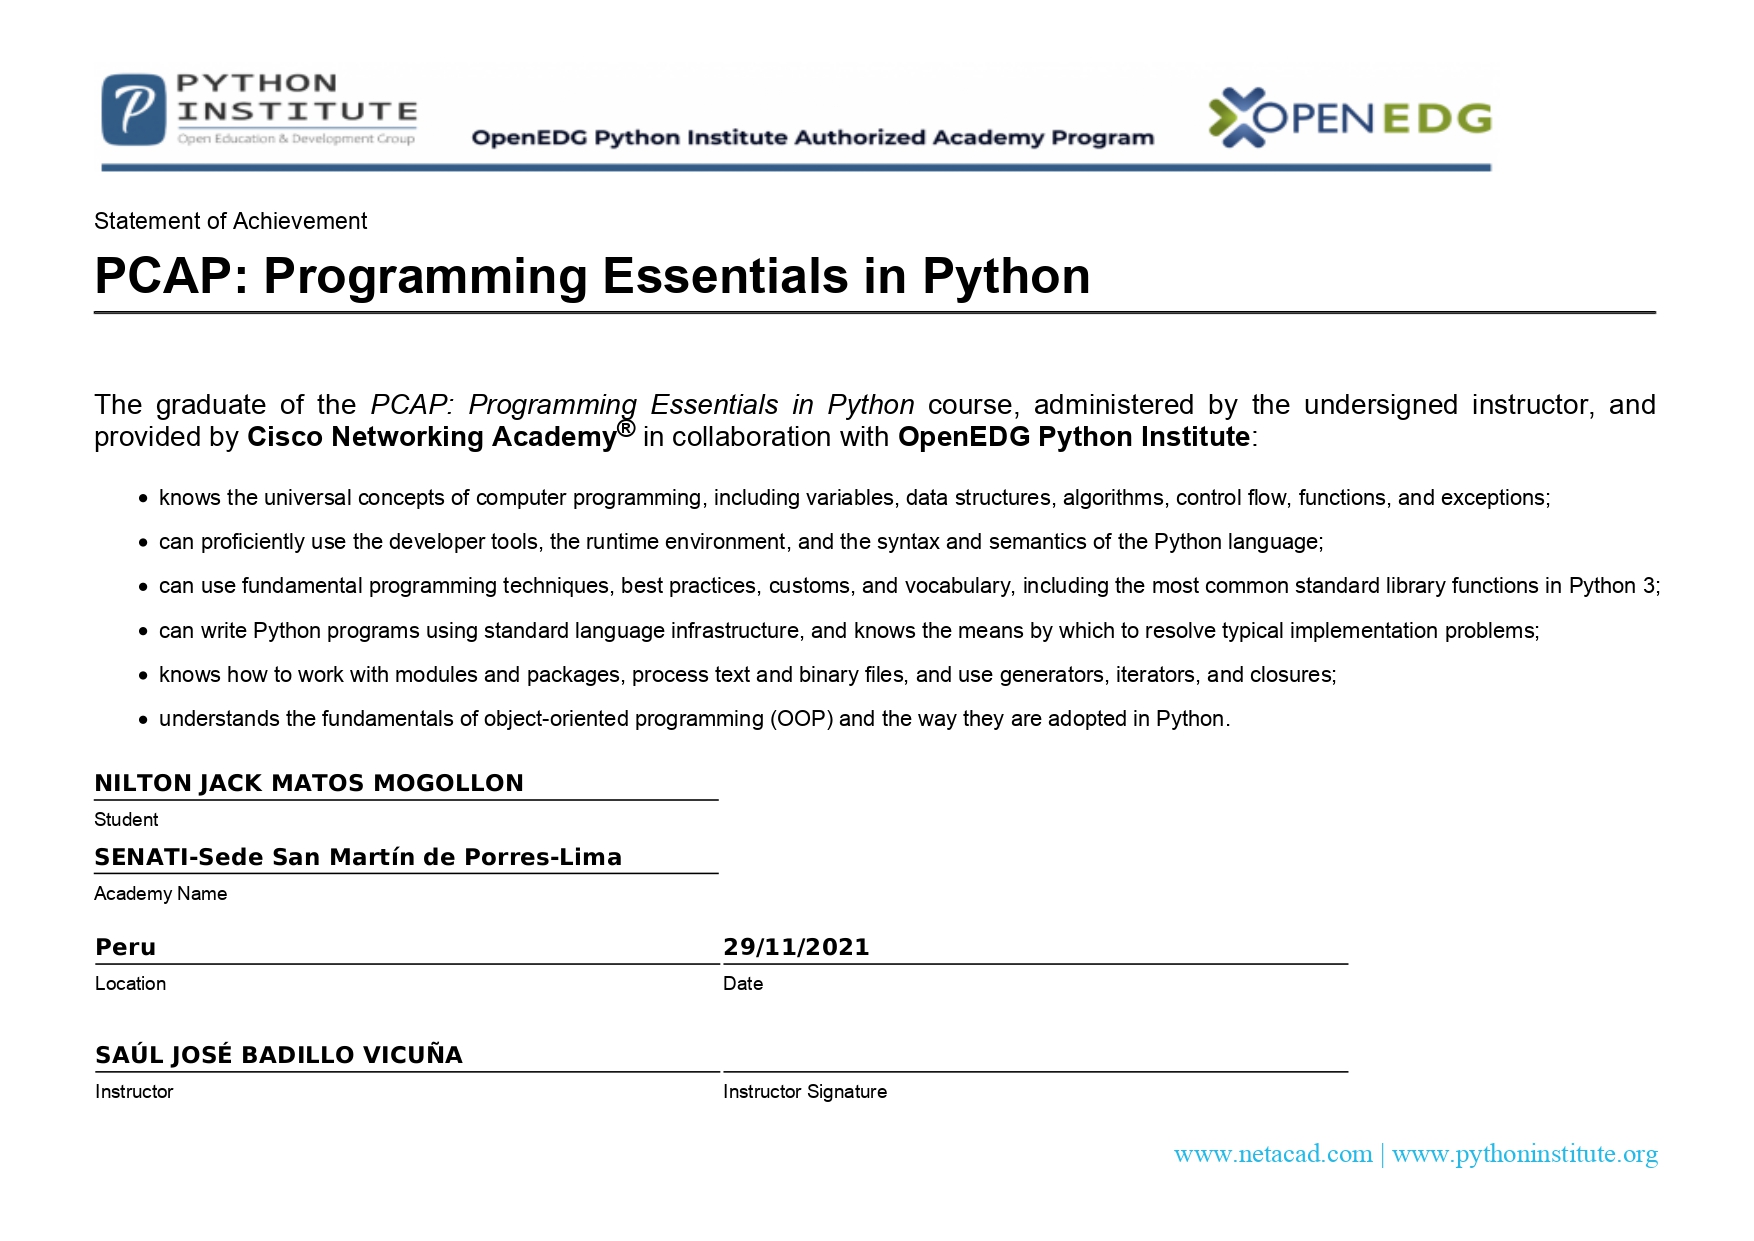 PYTHON
INSTITUTE
Open Education & Development Group
OpenEDG Python Institute Authorized Academy Program
OPENEDG
Statement of Achievement
PCAP: Programming Essentials in Python
The graduate of the PCAP: Programming Essentials in Python course, administered by the undersigned instructor, and
provided by Cisco Networking Academy® in collaboration with OpenEDG Python Institute:
• knows the universal concepts of computer programming, including variables, data structures, algorithms, control flow, functions, and exceptions;
• can proficiently use the developer tools, the runtime environment, and the syntax and semantics of the Python language;
• can use fundamental programming techniques, best practices, customs, and vocabulary, including the most common standard library functions in Python 3;
• can write Python programs using standard language infrastructure, and knows the means by which to resolve typical implementation problems;
• knows how to work with modules and packages, process text and binary files, and use generators, iterators, and closures;
• understands the fundamentals of object-oriented programming (OOP) and the way they are adopted in Python.
NILTON JACK MATOS MOGOLLON
Student
SENATI-Sede San Martín de Porres-Lima
Academy Name
Peru
Location
29/11/2021
Date
SAÚL JOSÉ BADILLO VICUÑA
Instructor
Instructor Signature
www.netacad.com | www.pythoninstitute.org